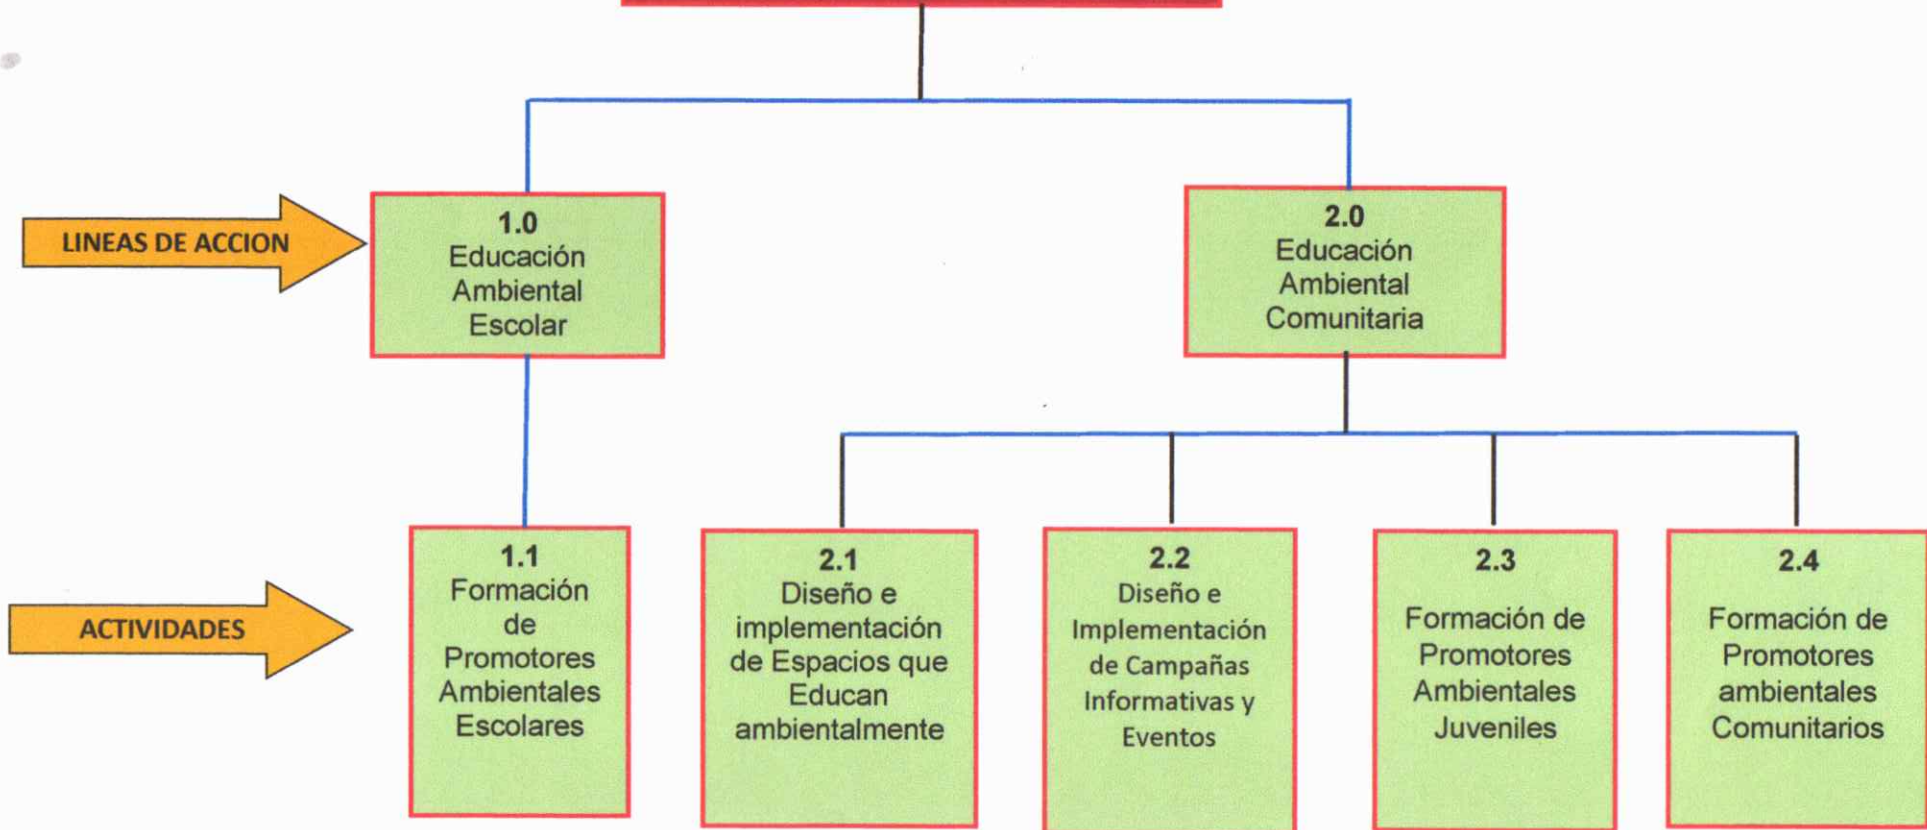 LINEAS DE ACCION
1.0
Educación
Ambiental
Escolar
2.0
Educación
Ambiental
Comunitaria
ACTIVIDADES
1.1
Formación
de
Promotores
Ambientales
Escolares
2.1
Diseño e
implementación
de Espacios que
Educan
ambientalmente
2.2
Diseño e
Implementación
de Campañas
Informativas y
Eventos
2.3
Formación de
Promotores
Ambientales
Juveniles
2.4
Formación de
Promotores
ambientales
Comunitarios